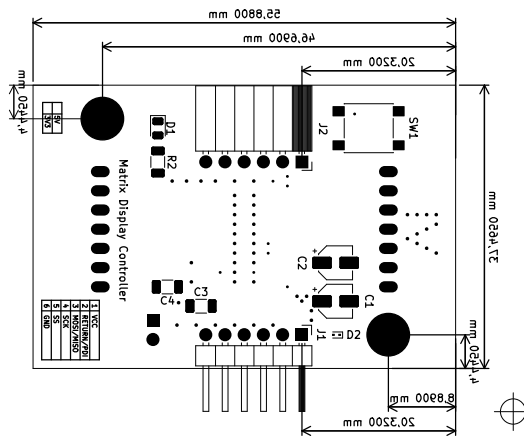 55,8800 mm
46,6900 mm
20,3200 mm
4,4450 mm
5V
3V3
D1
R2
J2
SW1
Matrix Display Controller
37,4650 mm
C2
C1
C4
C3
1 VCC
2 RETURN/PDI
3 MOSI/MISO
4 SCK
5 SS
6 GND
J1
D2
4,4450 mm
8,8900 mm
20,3200 mm